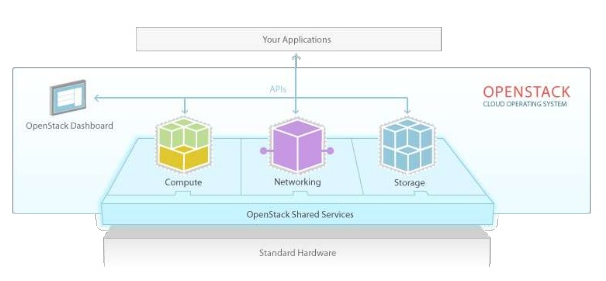 Your Applications
APIs
OPENSTACK
CLOUD OPERATING SYSTEM
OpenStack Dashboard
Compute
Networking
Storage
OpenStack Shared Services
Standard Hardware